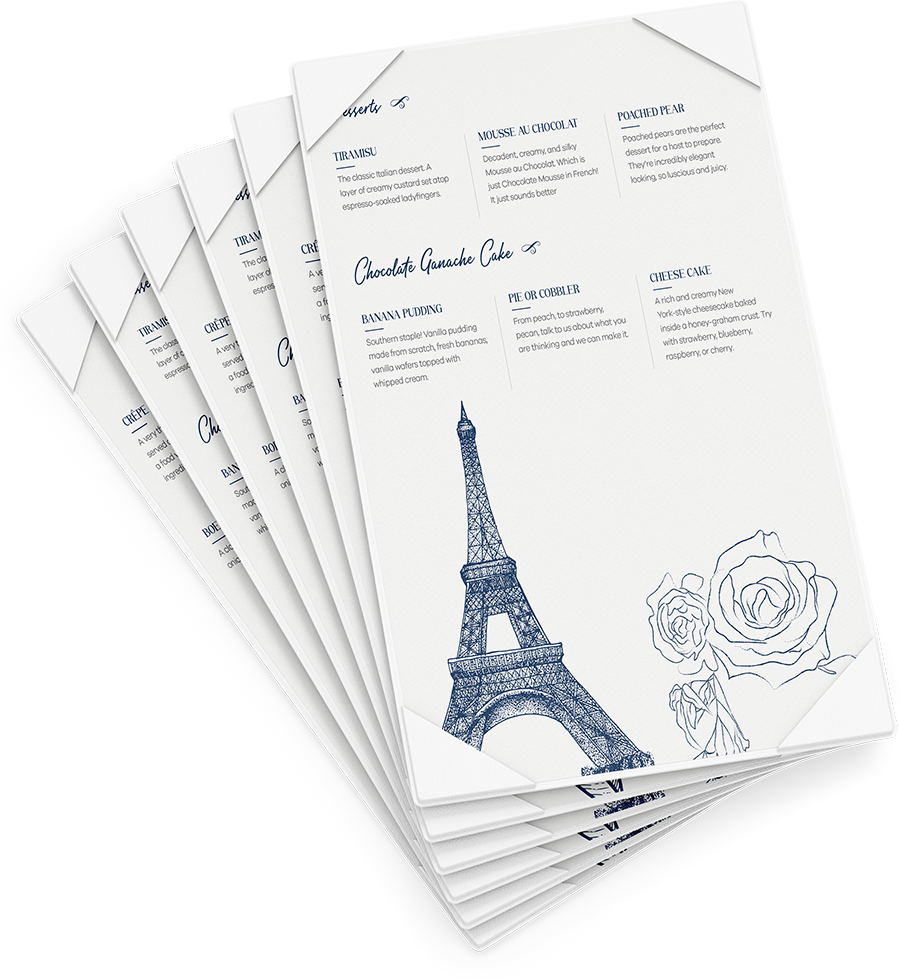 esserts
TIRAMISU
The classic Italian dessert. A
layer of creamy custard set atop
espresso-soaked ladyfingers.
MOUSSE AU CHOCOLAT
Decadent, creamy, and silky
Mousse au Chocolat. Which is
just Chocolate Mousse in French!
It just sounds better
POACHED PEAR
Poached pears are the perfect
dessert for a host to prepare.
They're incredibly elegant
looking, so luscious and juicy.
Chocolate Ganache Cake
BANANA PUDDING
Southern staple! Vanilla pudding
made from scratch, fresh bananas,
vanilla wafers topped with
whipped cream.
PIE OR COBBLER
From peach, to strawberry,
pecan, talk to us about what you
are thinking and we can make it.
CHEESE CAKE
A rich and creamy New
York-style cheesecake baked
inside a honey-graham crust. Try
with strawberry, blueberry,
raspberry, or cherry.